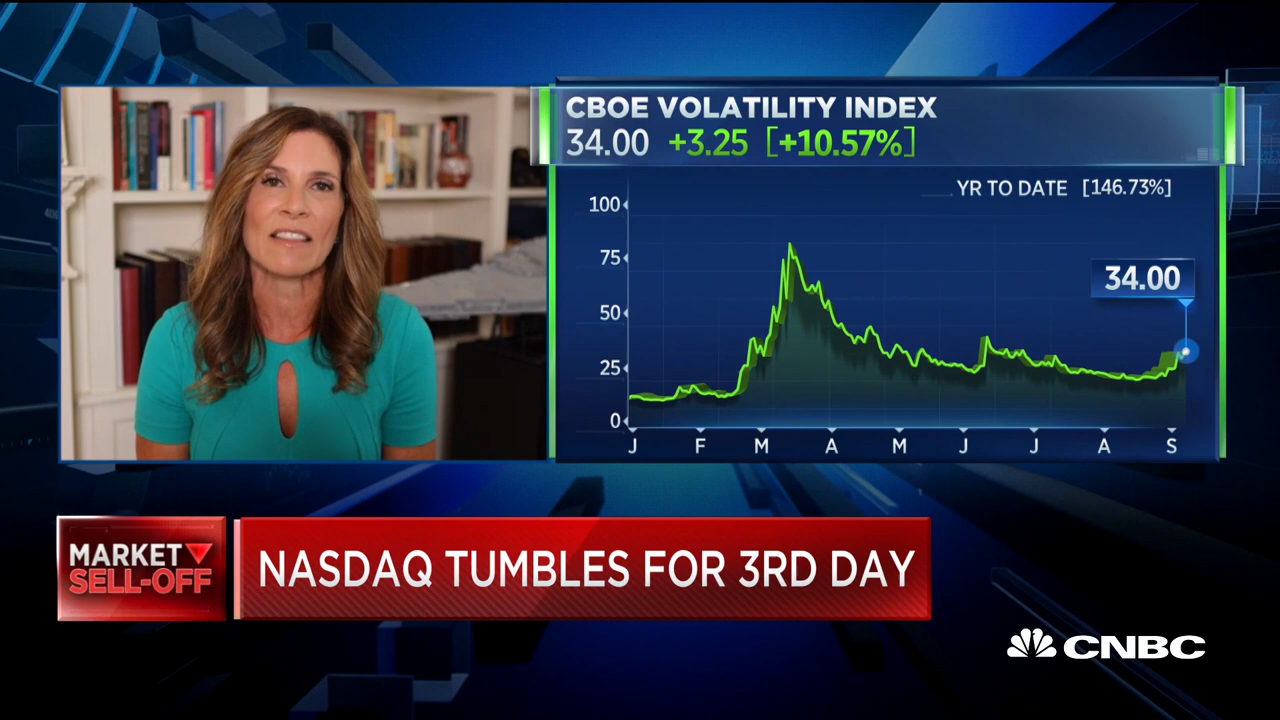 CBOE VOLATILITY INDEX
34.00 +3.25 [+10.57%]
YR TO DATE [146.73%]
100
75
50
25
0
34.00
J F M A M J J A S
MARKET
SELL-OFF
NASDAQ TUMBLES FOR 3RD DAY
CNBC